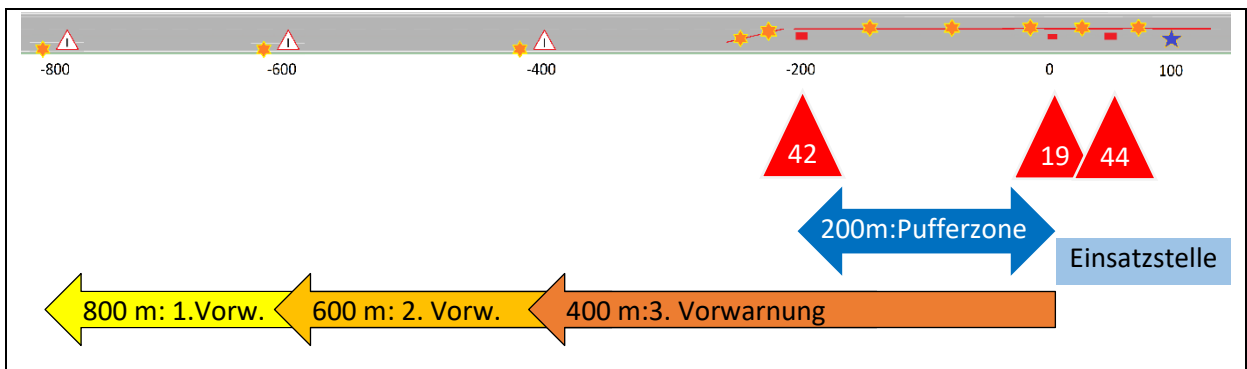 I I I
-800 -600 -400 -200 0 100
42 19 44
200m:Pufferzone
Einsatzstelle
800 m: 1.Vorw. 600 m: 2. Vorw. 400 m:3. Vorwarnung